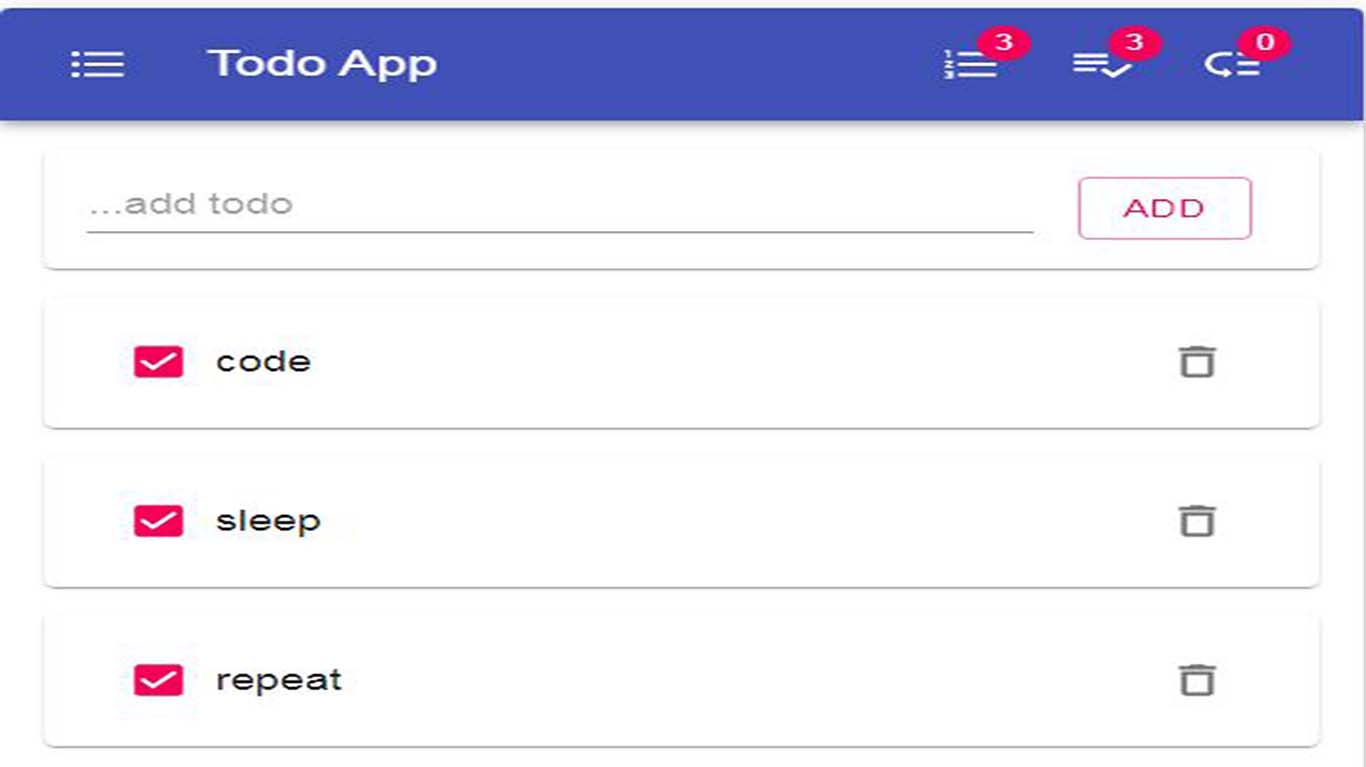 Todo App 3 3 0
...add todo ADD
code
sleep
repeat